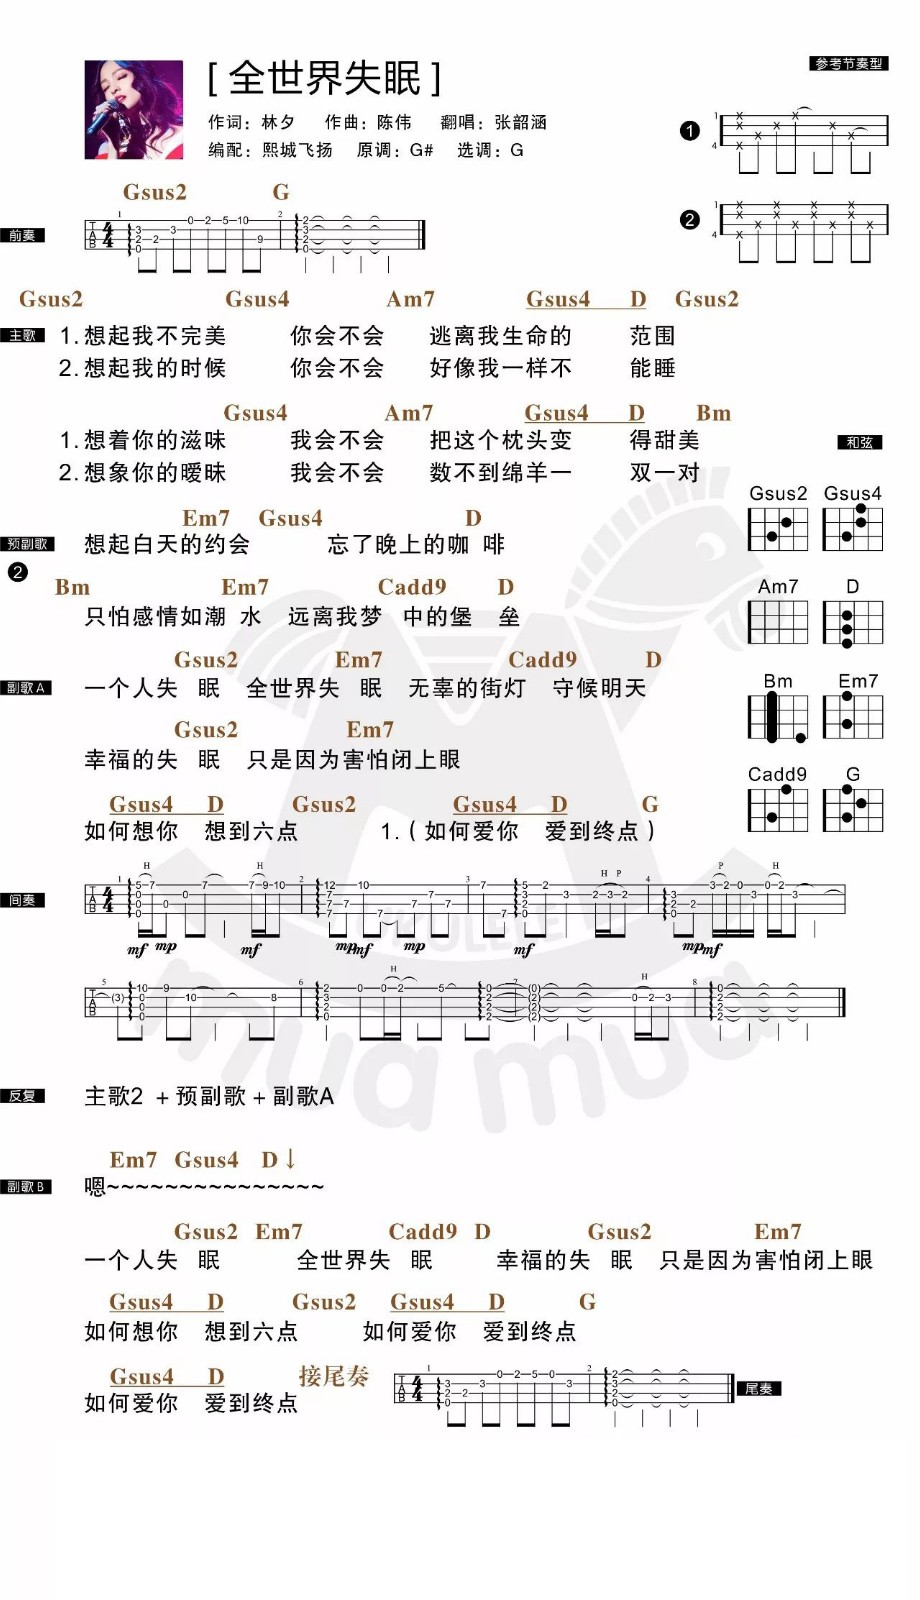 [ 全世界失眠 ]
参考节奏型
作词：林夕 作曲：陈伟 翻唱：张韶涵
编配：熙城飞扬 原调：G# 选调：G
1
2
Gsus2 G
前奏
Gsus2 Gsus4 Am7 Gsus4 D Gsus2
主歌 1.想起我不完美 你会不会 逃离我生命的 范围
2.想起我的时候 你会不会 好像我一样不 能睡
Gsus4 Am7 Gsus4 D Bm
1.想着你的滋味 我会不会 把这个枕头变 得甜美
2.想象你的暧昧 我会不会 数不到绵羊一 双一对
和弦
Gsus2 Gsus4
Am7 D
Bm Em7
Cadd9 G
Em7 Gsus4 D
预副歌 想起白天的约会 忘了晚上的咖 啡
2
Bm Em7 Cadd9 D
只怕感情如潮 水 远离我梦 中的堡 垒
Gsus2 Em7 Cadd9 D
副歌A 一个人失 眠 全世界失 眠 无辜的街灯 守候明天
Gsus2 Em7
幸福的失 眠 只是因为害怕闭上眼
Gsus4 D Gsus2 Gsus4 D G
如何想你 想到六点 1.（如何爱你 爱到终点）
间奏
mf mp mf mp mf mp mf mp mf
UKULELE
mua mua
反复 主歌2 + 预副歌 + 副歌A
Em7 Gsus4 D↓
副歌B 嗯~~~~~~~~~~~~~~~
Gsus2 Em7 Cadd9 D Gsus2 Em7
一个人失 眠 全世界失 眠 幸福的失 眠 只是因为害怕闭上眼
Gsus4 D Gsus2 Gsus4 D G
如何想你 想到六点 如何爱你 爱到终点
Gsus4 D 接尾奏
如何爱你 爱到终点
尾奏